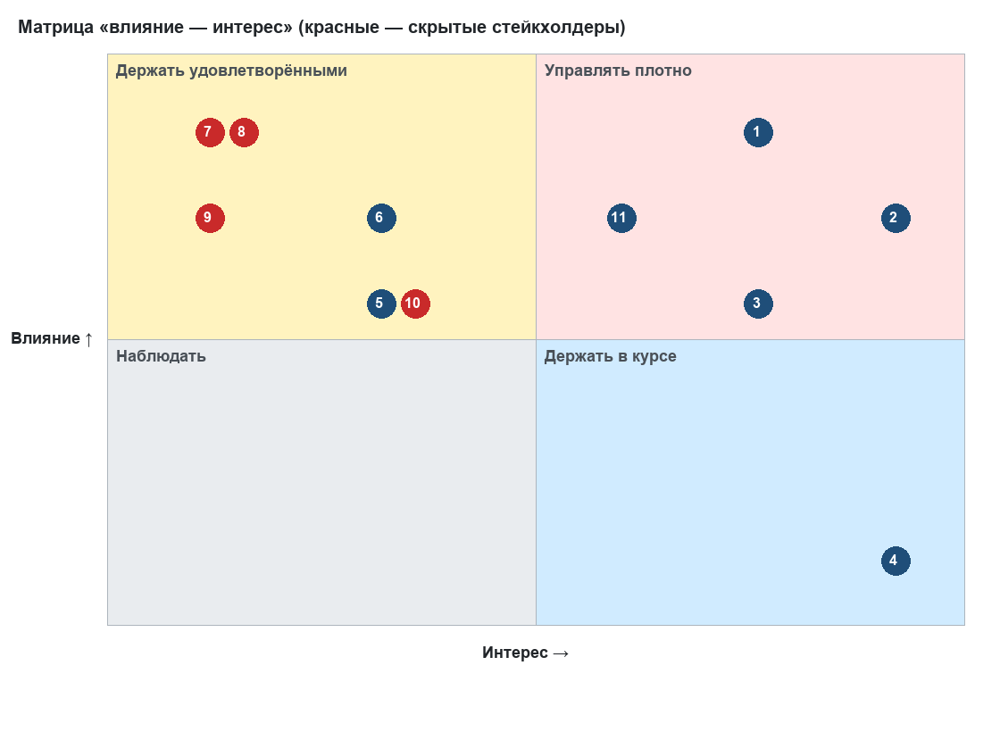 Матрица «влияние — интерес» (красные — скрытые стейкхолдеры)
Держать удовлетворёнными
Управлять плотно
7
8
1
9
6
11
2
5
10
3
Влияние ↑
Наблюдать
Держать в курсе
4
Интерес →